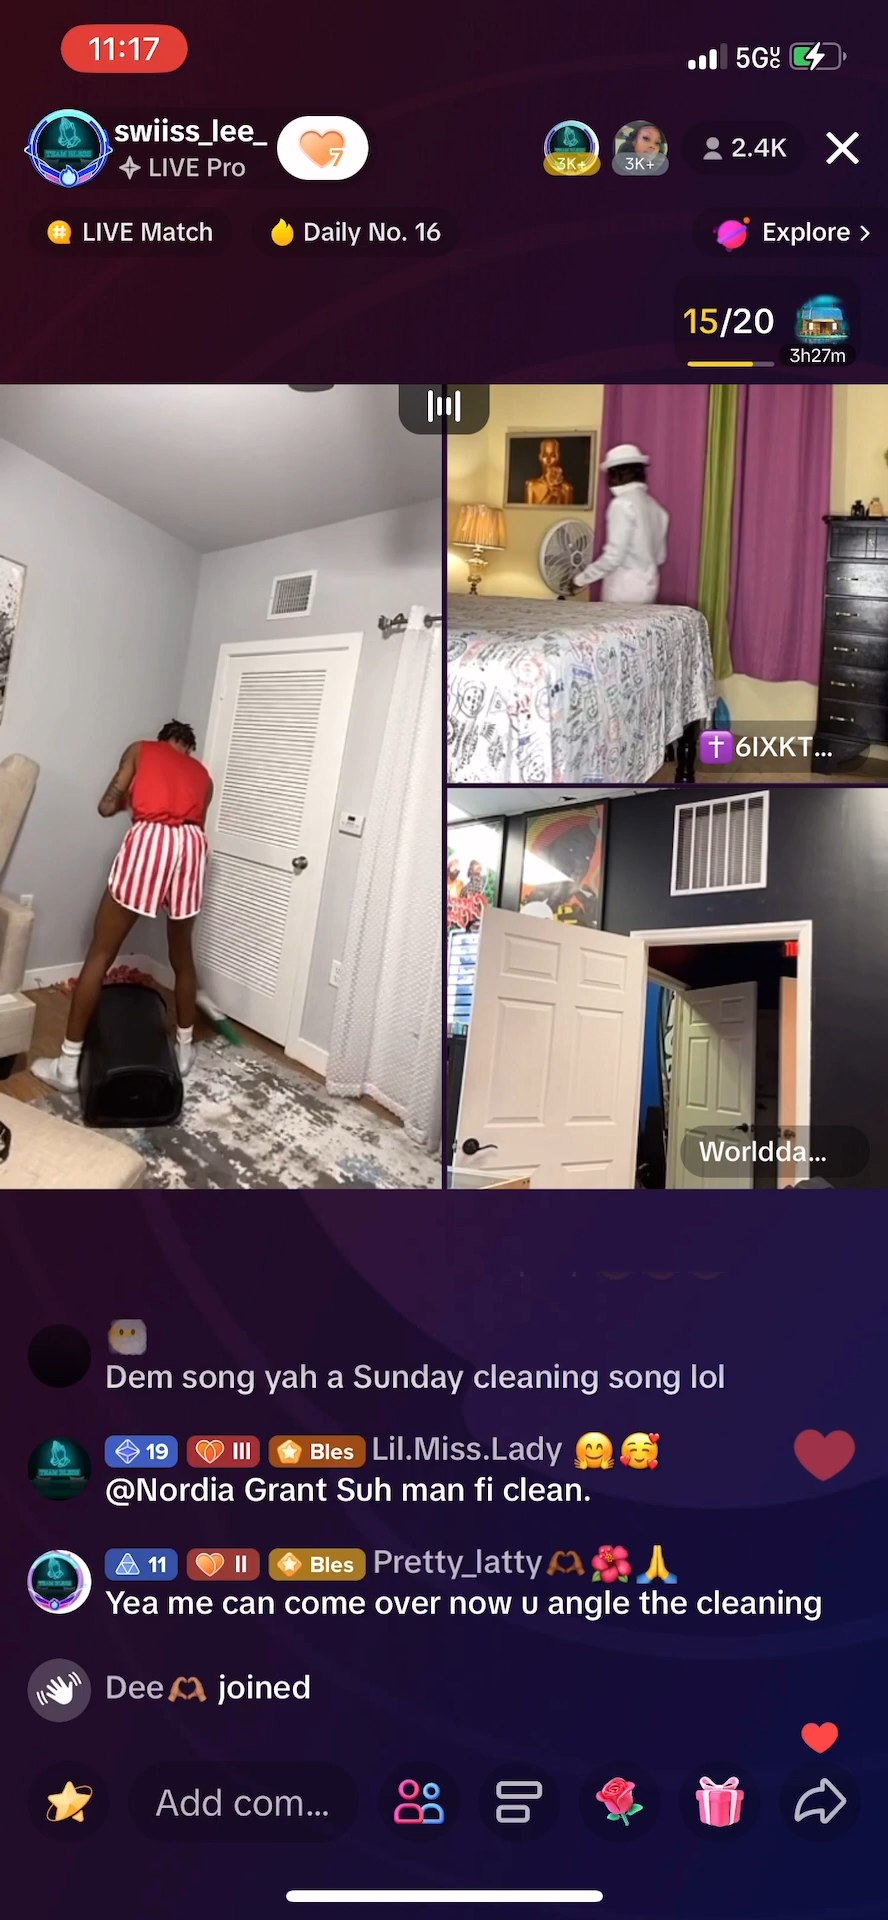 11:17
5G UC
swiiss_lee_
7
LIVE Pro
3K+
3K+
2.4K
LIVE Match
Daily No. 16
Explore >
15/20
3h27m
6IXKT...
Worldda...
Dem song yah a Sunday cleaning song lol
19 III Bles Lil.Miss.Lady 🤗🥰
@Nordia Grant Suh man fi clean.
11 II Bles Pretty_latty🫶🏾🌺🙏
Yea me can come over now u angle the cleaning
Dee🫶🏽 joined
Add com...